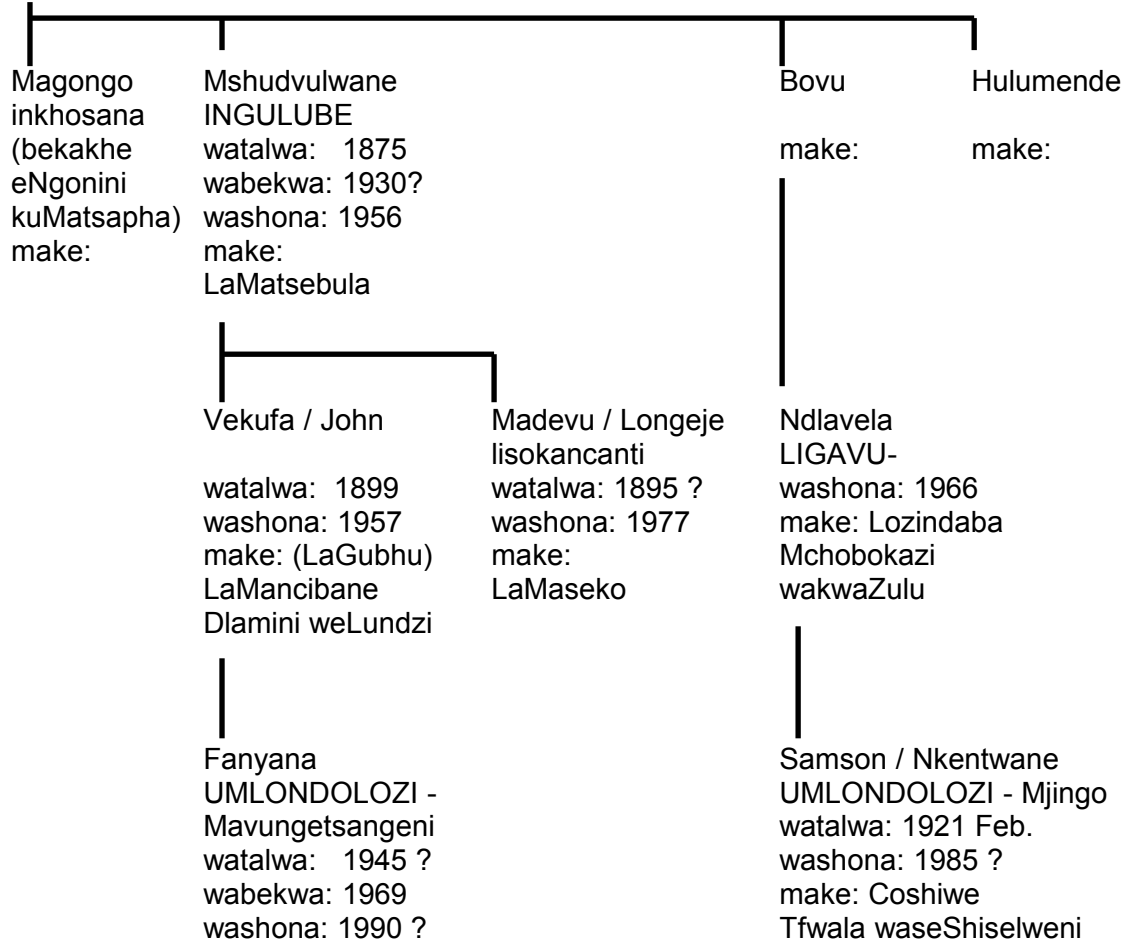 Magongo
inkhosana
(bekakhe
eNgonini
kuMatsapha)
make:
Mshudvulwane
INGULUBE
watalwa: 1875
wabekwa: 1930?
washona: 1956
make:
LaMatsebula
Bovu
make:
Hulumende
make:
Vekufa / John
watalwa: 1899
washona: 1957
make: (LaGubhu)
LaMancibane
Dlamini weLundzi
Madevu / Longeje
lisokancanti
watalwa: 1895 ?
washona: 1977
make:
LaMaseko
Ndlavela
LIGAVU-
washona: 1966
make: Lozindaba
Mchobokazi
wakwaZulu
Fanyana
UMLONDOLOZI -
Mavungetsangeni
watalwa: 1945 ?
wabekwa: 1969
washona: 1990 ?
Samson / Nkentwane
UMLONDOLOZI - Mjingo
watalwa: 1921 Feb.
washona: 1985 ?
make: Coshiwe
Tfwala waseShiselweni